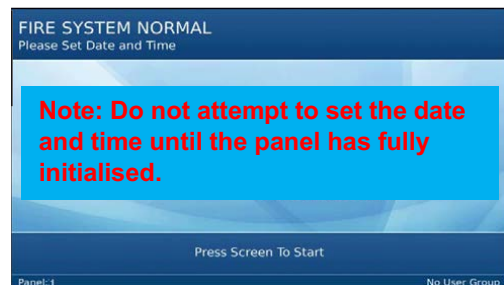 FIRE SYSTEM NORMAL
Please Set Date and Time
Note: Do not attempt to set the date
and time until the panel has fully
initialised.
Press Screen To Start
Panel: 1
No User Group